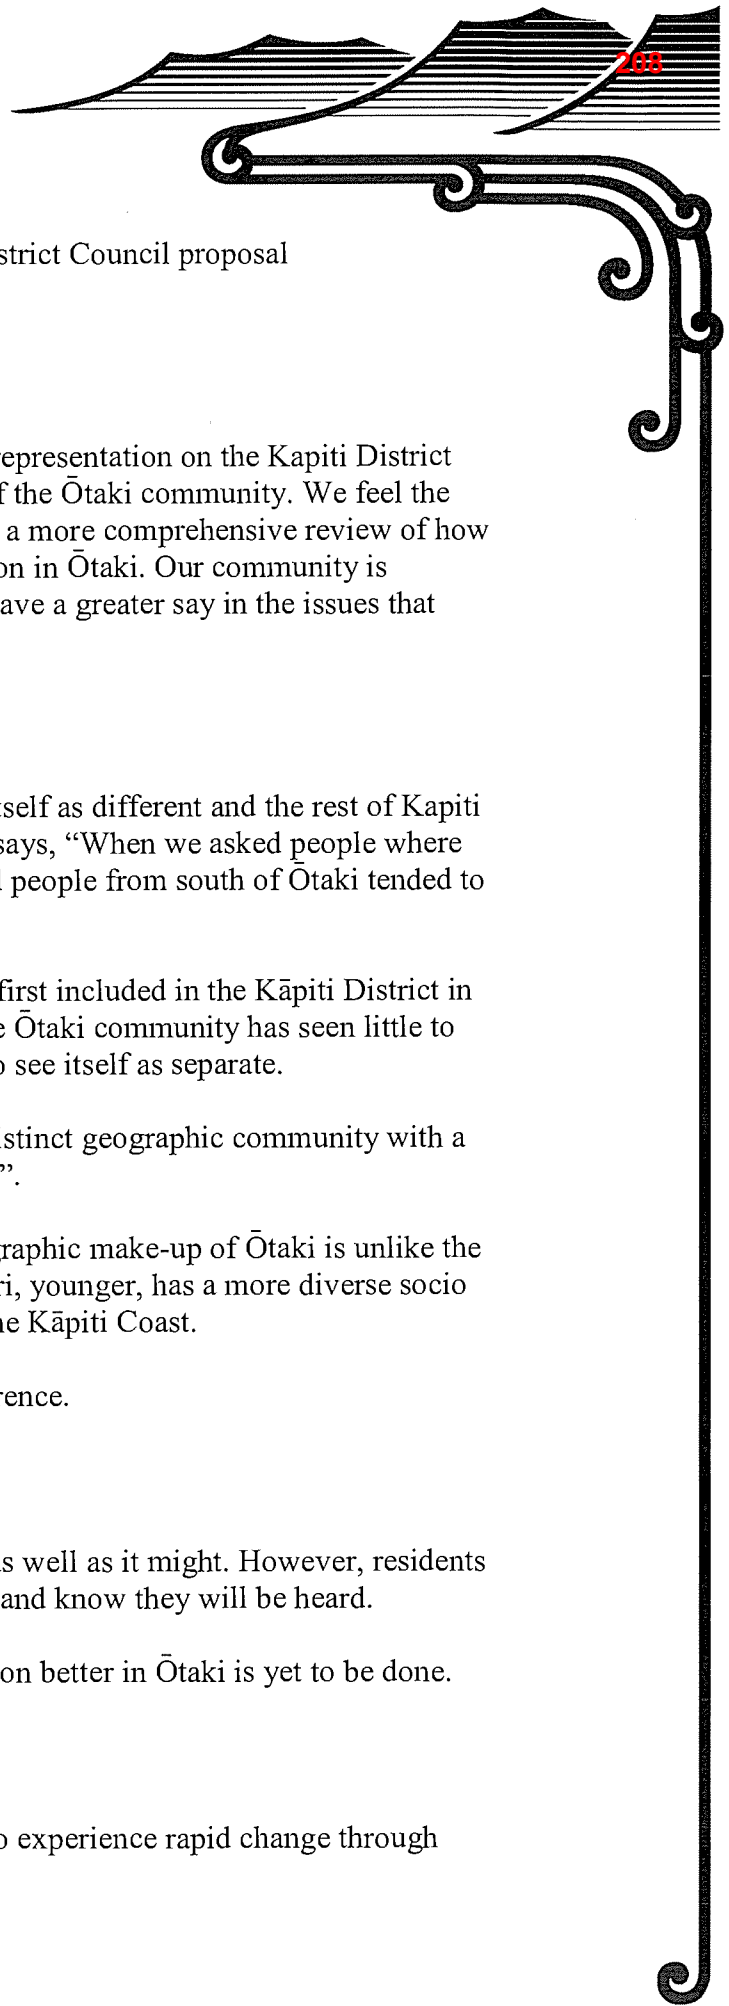 208
strict Council proposal
representation on the Kapiti District
f the Ōtaki community. We feel the
a more comprehensive review of how
on in Ōtaki. Our community is
ave a greater say in the issues that
tself as different and the rest of Kapiti
says, “When we asked people where
l people from south of Ōtaki tended to
first included in the Kāpiti District in
e Ōtaki community has seen little to
o see itself as separate.
istinct geographic community with a
”.
graphic make-up of Ōtaki is unlike the
ri, younger, has a more diverse socio
he Kāpiti Coast.
rence.
as well as it might. However, residents
and know they will be heard.
on better in Ōtaki is yet to be done.
o experience rapid change through